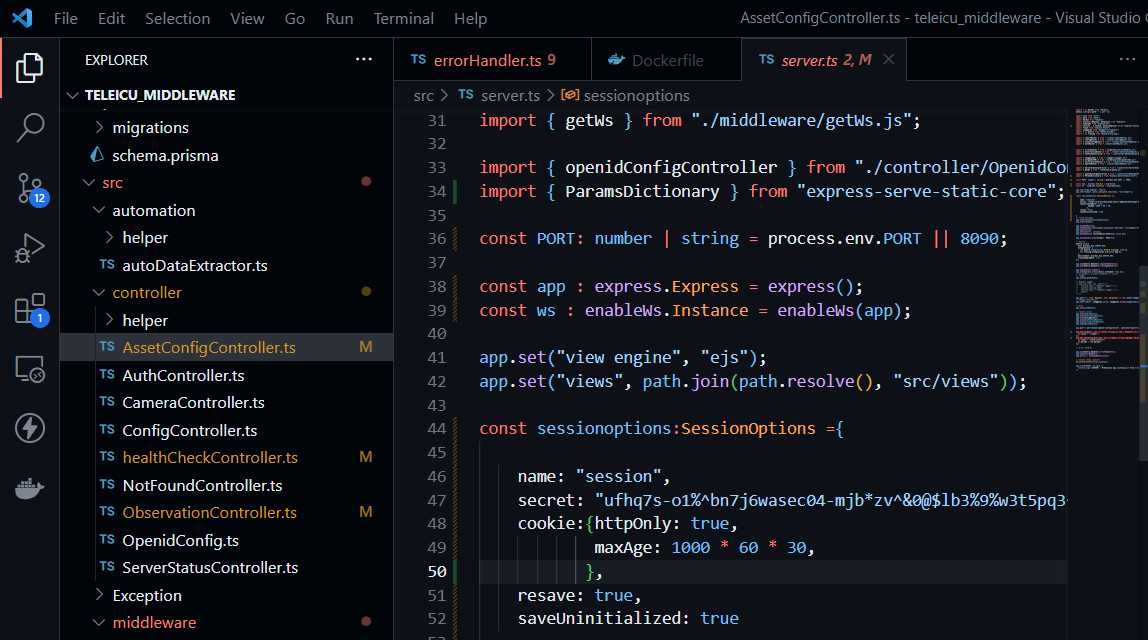 File Edit Selection View Go Run Terminal Help AssetConfigController.ts - teleicu_middleware - Visual Studio
EXPLORER ...
TS errorHandler.ts 9 Dockerfile TS server.ts 2, M ...
TELEICU_MIDDLEWARE
src > TS server.ts > sessionoptions
migrations
schema.prisma
src
automation
helper
TS autoDataExtractor.ts
controller
helper
TS AssetConfigController.ts M
TS AuthController.ts
TS CameraController.ts
TS ConfigController.ts
TS healthCheckController.ts M
TS NotFoundController.ts
TS ObservationController.ts M
TS OpenidConfig.ts
TS ServerStatusController.ts
Exception
middleware
12
1
31 import { getWs } from "./middleware/getWs.js";
32
33 import { openidConfigController } from "./controller/OpenidCo
34 import { ParamsDictionary } from "express-serve-static-core";
35
36 const PORT: number | string = process.env.PORT || 8090;
37
38 const app : express.Express = express();
39 const ws : enableWs.Instance = enableWs(app);
40
41 app.set("view engine", "ejs");
42 app.set("views", path.join(path.resolve(), "src/views"));
43
44 const sessionoptions:SessionOptions ={
45
46 name: "session",
47 secret: "ufhq7s-o1%^bn7j6wasec04-mjb*zv^&0@$lb3%9%w3t5pq3
48 cookie:{httpOnly: true,
49 maxAge: 1000 * 60 * 30,
50 },
51 resave: true,
52 saveUninitialized: true